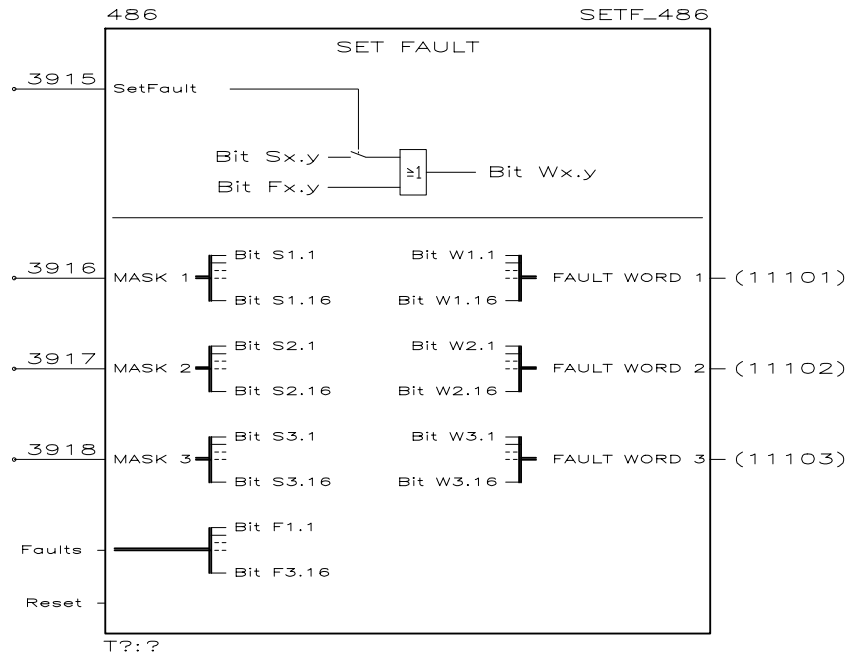 486 SETF_486
SET FAULT
3915 SetFault
Bit Sx.y
≥1 Bit Wx.y
Bit Fx.y
Bit S1.1 Bit W1.1
3916 MASK 1 FAULT WORD 1 (11101)
Bit S1.16 Bit W1.16
Bit S2.1 Bit W2.1
3917 MASK 2 FAULT WORD 2 (11102)
Bit S2.16 Bit W2.16
Bit S3.1 Bit W3.1
3918 MASK 3 FAULT WORD 3 (11103)
Bit S3.16 Bit W3.16
Bit F1.1
Faults
Bit F3.16
Reset
T?:?